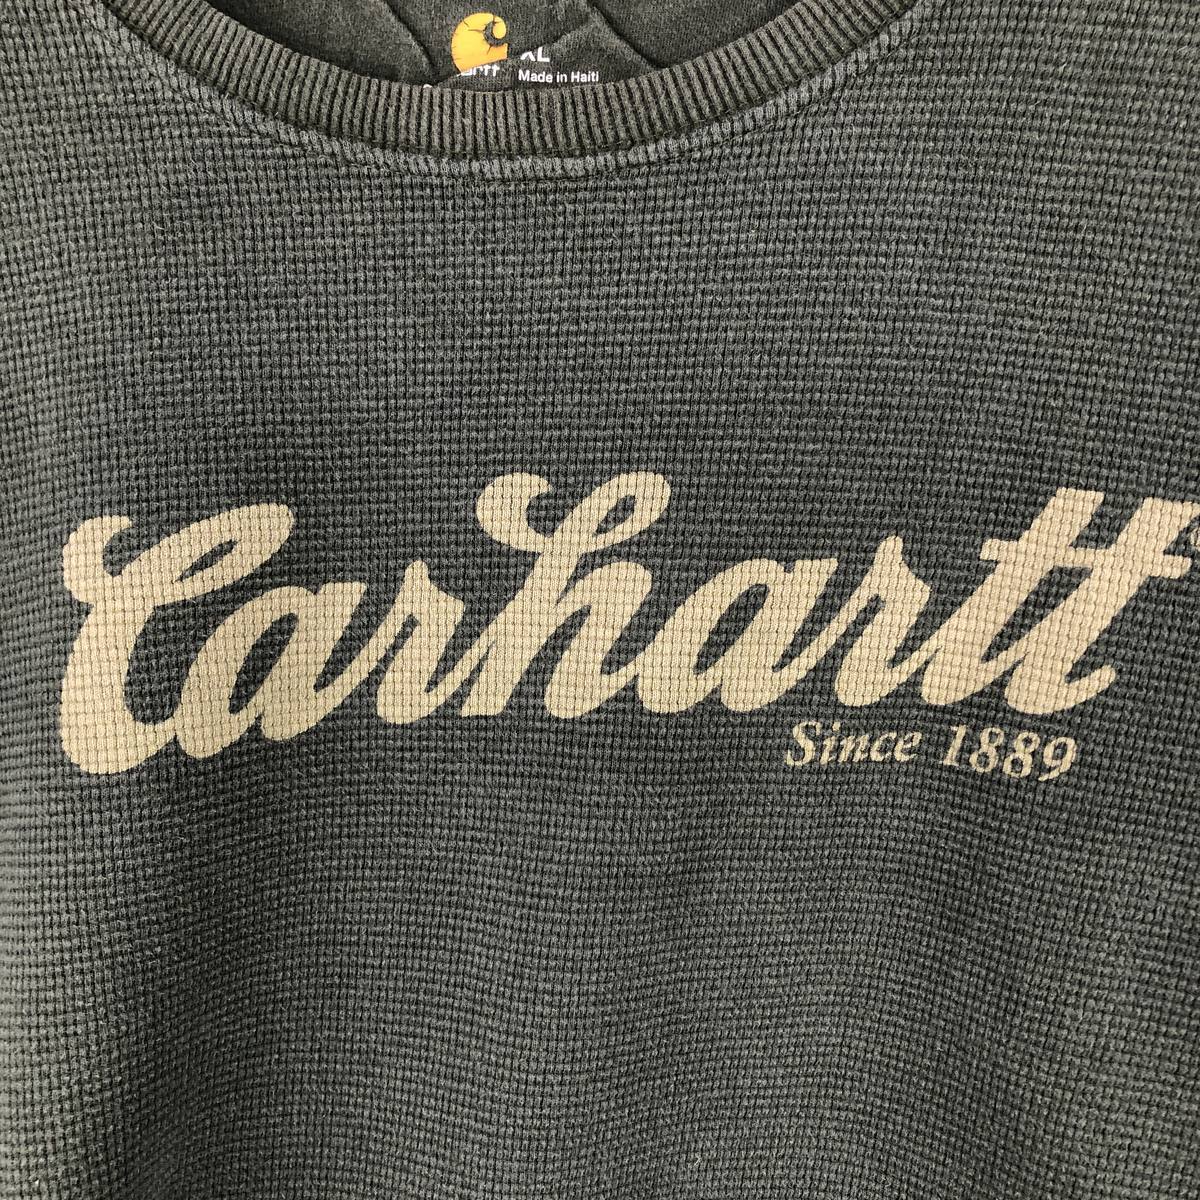 XL
Made in Haiti
Carhartt
Since 1889